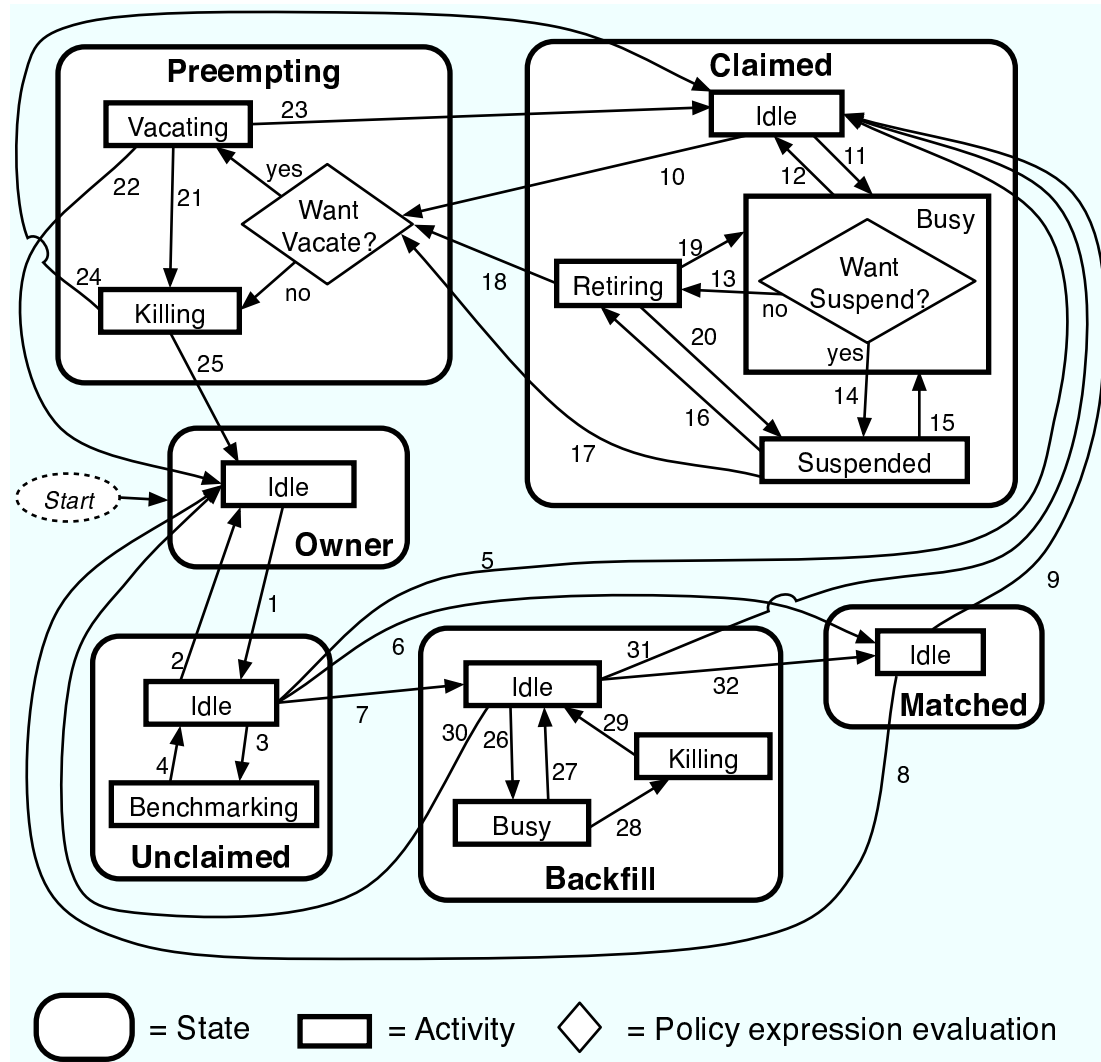 Preempting
Claimed
Vacating
23
Idle
22
21
yes
Want
Vacate?
no
10
12
11
Busy
Want
Suspend?
24
Killing
18
Retiring
19
13
no
yes
20
14
15
16
17
Suspended
25
Start
Idle
Owner
1
2
5
9
6
7
Idle
3
4
Benchmarking
Unclaimed
31
32
Idle
30
26
27
29
Killing
Busy
28
Backfill
Idle
Matched
8
= State
= Activity
= Policy expression evaluation